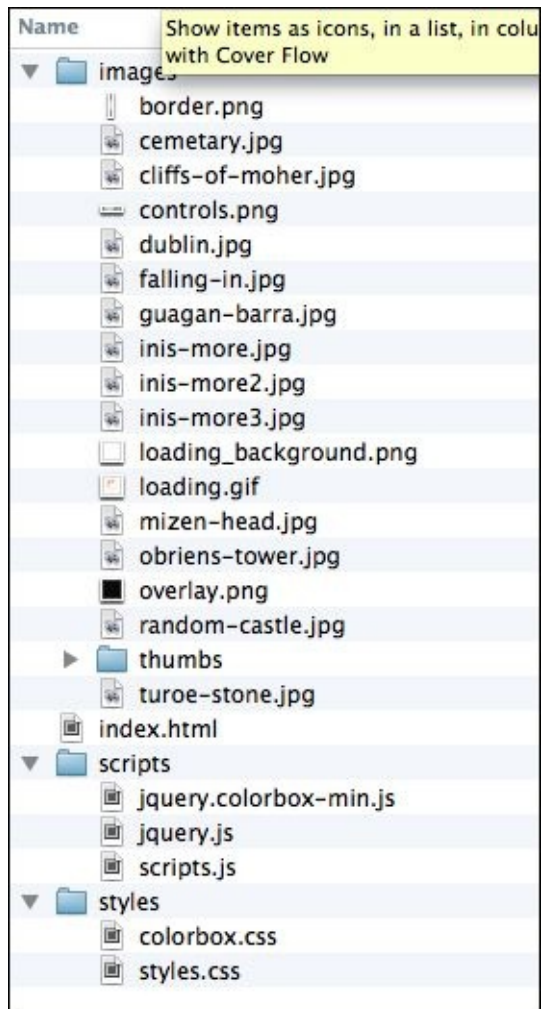 Name
Show items as icons, in a list, in colu
with Cover Flow
images
border.png
cemetary.jpg
cliffs-of-moher.jpg
controls.png
dublin.jpg
falling-in.jpg
guagan-barra.jpg
inis-more.jpg
inis-more2.jpg
inis-more3.jpg
loading_background.png
loading.gif
mizen-head.jpg
obriens-tower.jpg
overlay.png
random-castle.jpg
thumbs
turoe-stone.jpg
index.html
scripts
jquery.colorbox-min.js
jquery.js
scripts.js
styles
colorbox.css
styles.css